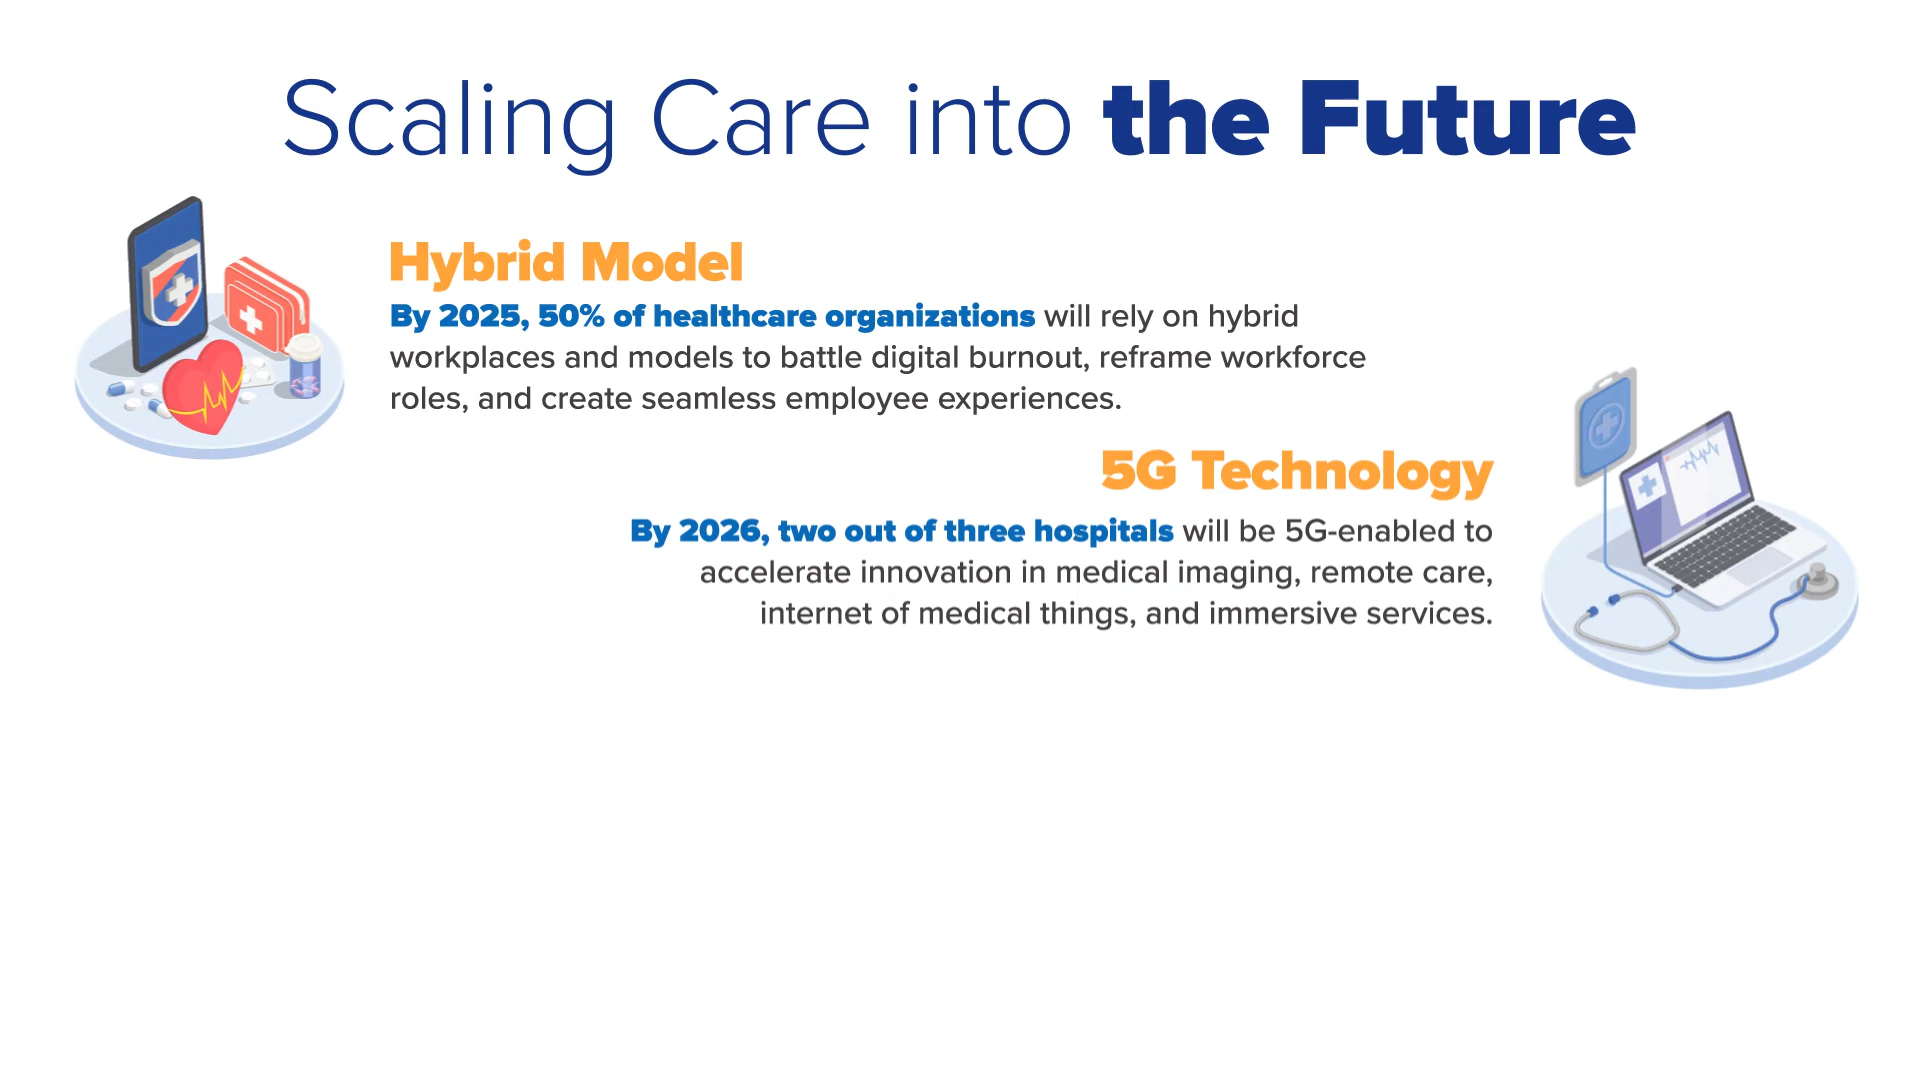 Scaling Care into the Future
Hybrid Model
By 2025, 50% of healthcare organizations will rely on hybrid
workplaces and models to battle digital burnout, reframe workforce
roles, and create seamless employee experiences.
5G Technology
By 2026, two out of three hospitals will be 5G-enabled to
accelerate innovation in medical imaging, remote care,
internet of medical things, and immersive services.